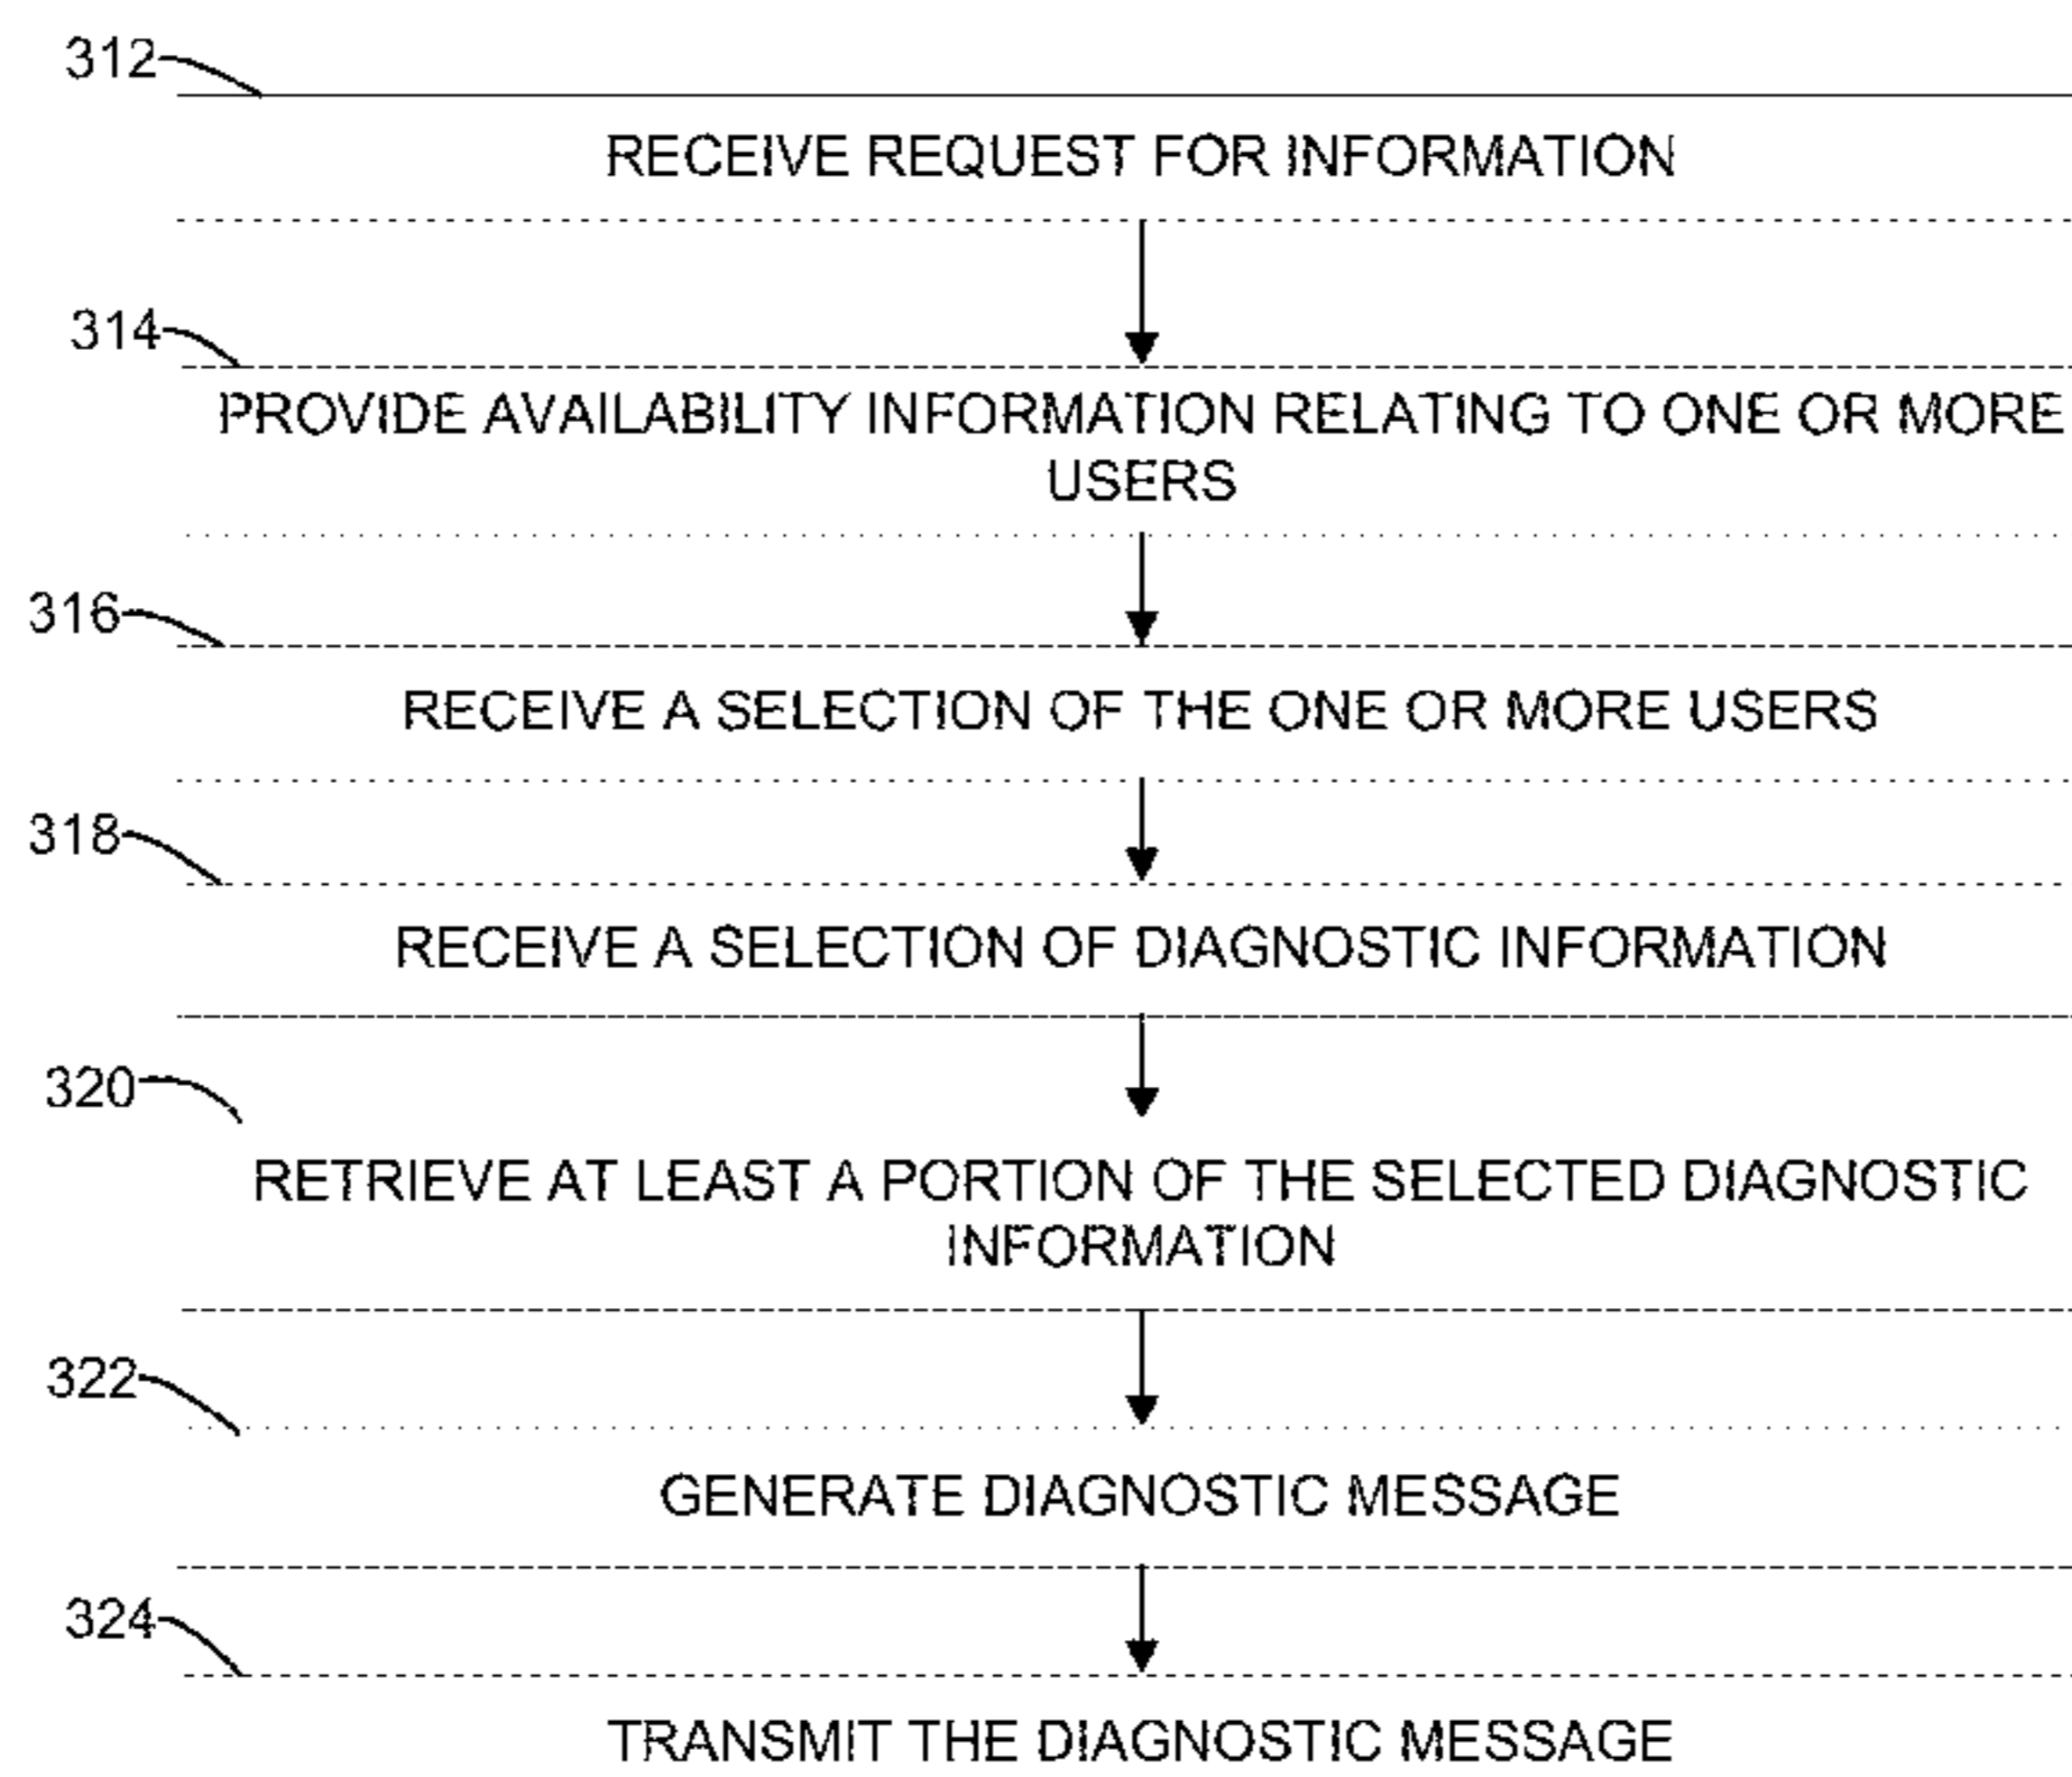 312
RECEIVE REQUEST FOR INFORMATION
314
PROVIDE AVAILABILITY INFORMATION RELATING TO ONE OR MORE
USERS
316
RECEIVE A SELECTION OF THE ONE OR MORE USERS
318
RECEIVE A SELECTION OF DIAGNOSTIC INFORMATION
320
RETRIEVE AT LEAST A PORTION OF THE SELECTED DIAGNOSTIC
INFORMATION
322
GENERATE DIAGNOSTIC MESSAGE
324
TRANSMIT THE DIAGNOSTIC MESSAGE